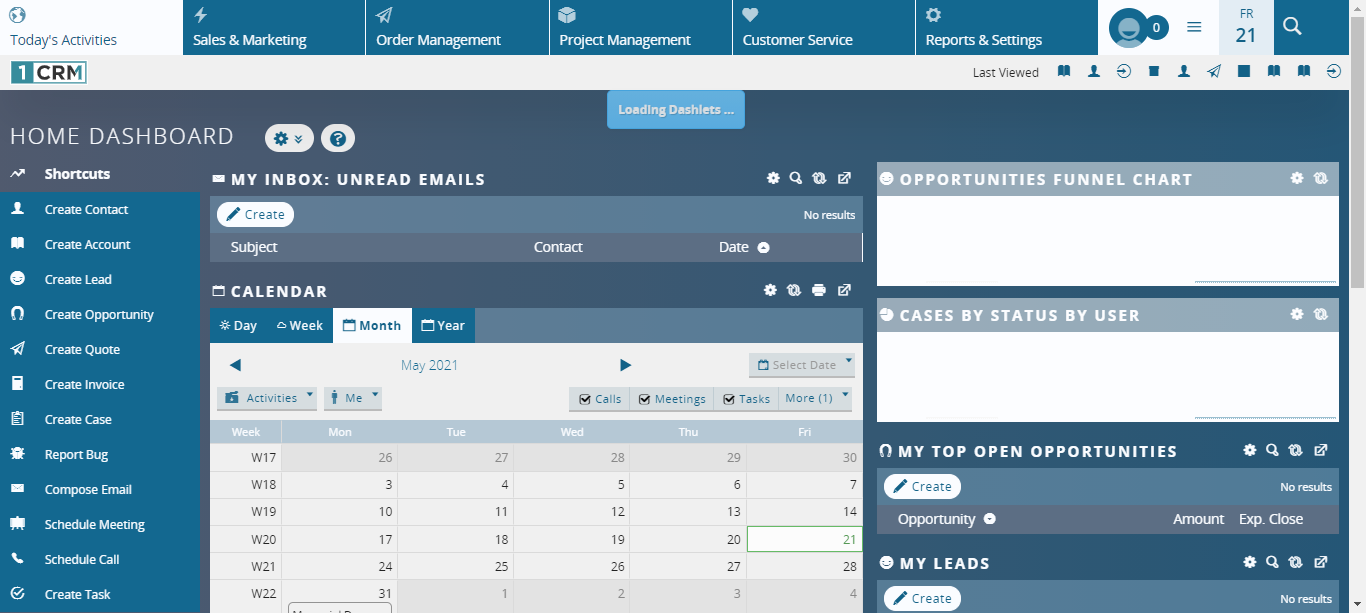 Today's Activities
Sales & Marketing
Order Management
Project Management
Customer Service
Reports & Settings
0
FR
21
1CRM
Last Viewed
Loading Dashlets ...
HOME DASHBOARD
?
Shortcuts
Create Contact
Create Account
Create Lead
Create Opportunity
Create Quote
Create Invoice
Create Case
Report Bug
Compose Email
Schedule Meeting
Schedule Call
Create Task
MY INBOX: UNREAD EMAILS
Create
No results
Subject Contact Date
CALENDAR
Day Week Month Year
May 2021
Select Date
Activities Me
Calls Meetings Tasks More (1)
Week Mon Tue Wed Thu Fri
W17 26 27 28 29 30
W18 3 4 5 6 7
W19 10 11 12 13 14
W20 17 18 19 20 21
W21 24 25 26 27 28
W22 31 1 2 3 4
OPPORTUNITIES FUNNEL CHART
CASES BY STATUS BY USER
MY TOP OPEN OPPORTUNITIES
Create
No results
Opportunity Amount Exp. Close
MY LEADS
Create
No results